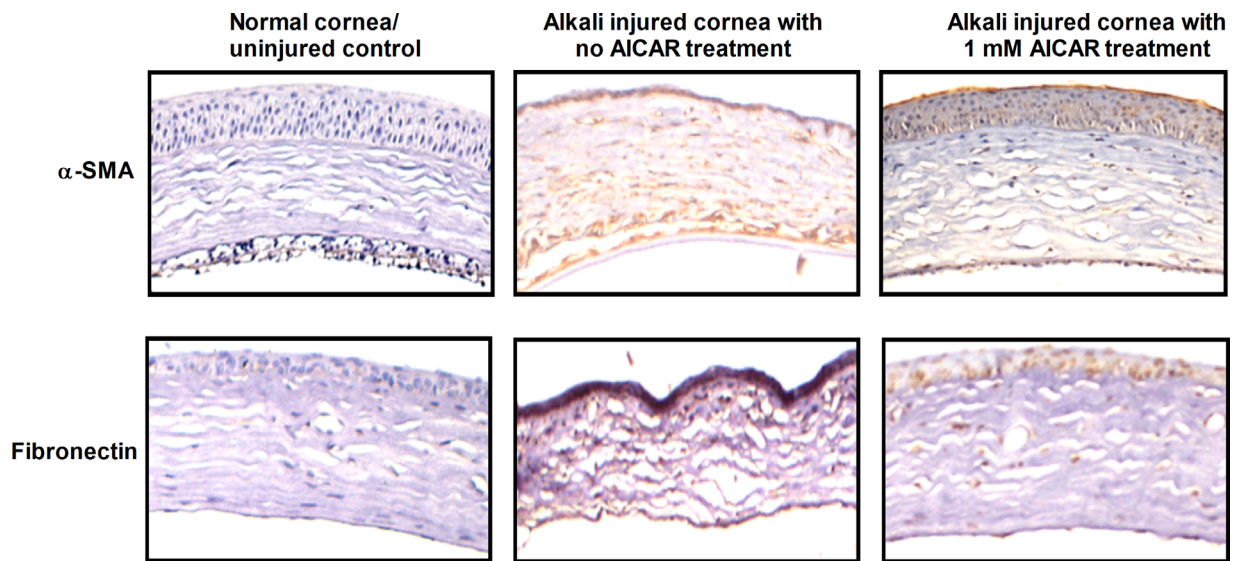 Normal cornea/
uninjured control
Alkali injured cornea with
no AICAR treatment
Alkali injured cornea with
1 mM AICAR treatment
α-SMA
Fibronectin